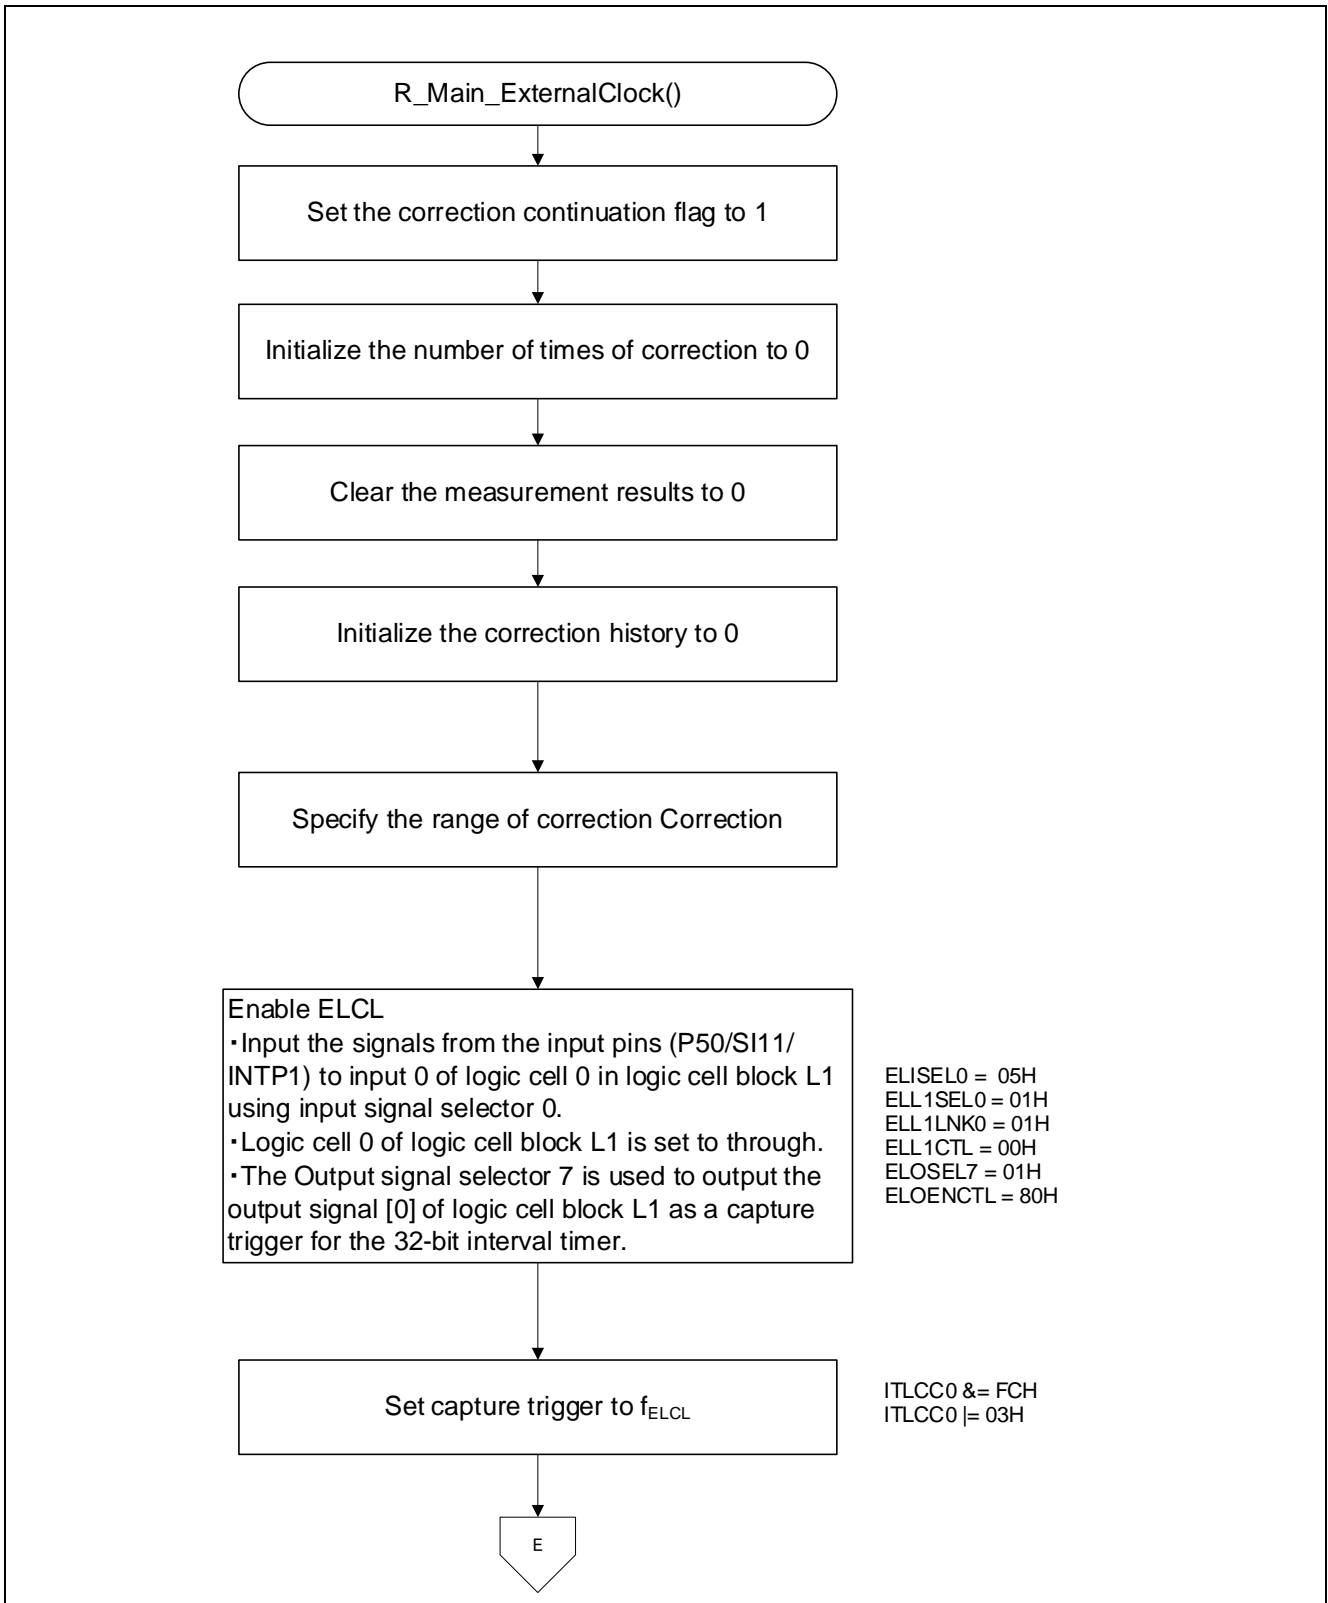 R_Main_ExternalClock()
Set the correction continuation flag to 1
Initialize the number of times of correction to 0
Clear the measurement results to 0
Initialize the correction history to 0
Specify the range of correction Correction
Enable ELCL
・Input the signals from the input pins (P50/SI11/
INTP1) to input 0 of logic cell 0 in logic cell block L1
using input signal selector 0.
・Logic cell 0 of logic cell block L1 is set to through.
・The Output signal selector 7 is used to output the
output signal [0] of logic cell block L1 as a capture
trigger for the 32-bit interval timer.
ELISEL0 = 05H
ELL1SEL0 = 01H
ELL1LNK0 = 01H
ELL1CTL = 00H
ELOSEL7 = 01H
ELOENCTL = 80H
Set capture trigger to fELCL
ITLCC0 &= FCH
ITLCC0 |= 03H
E